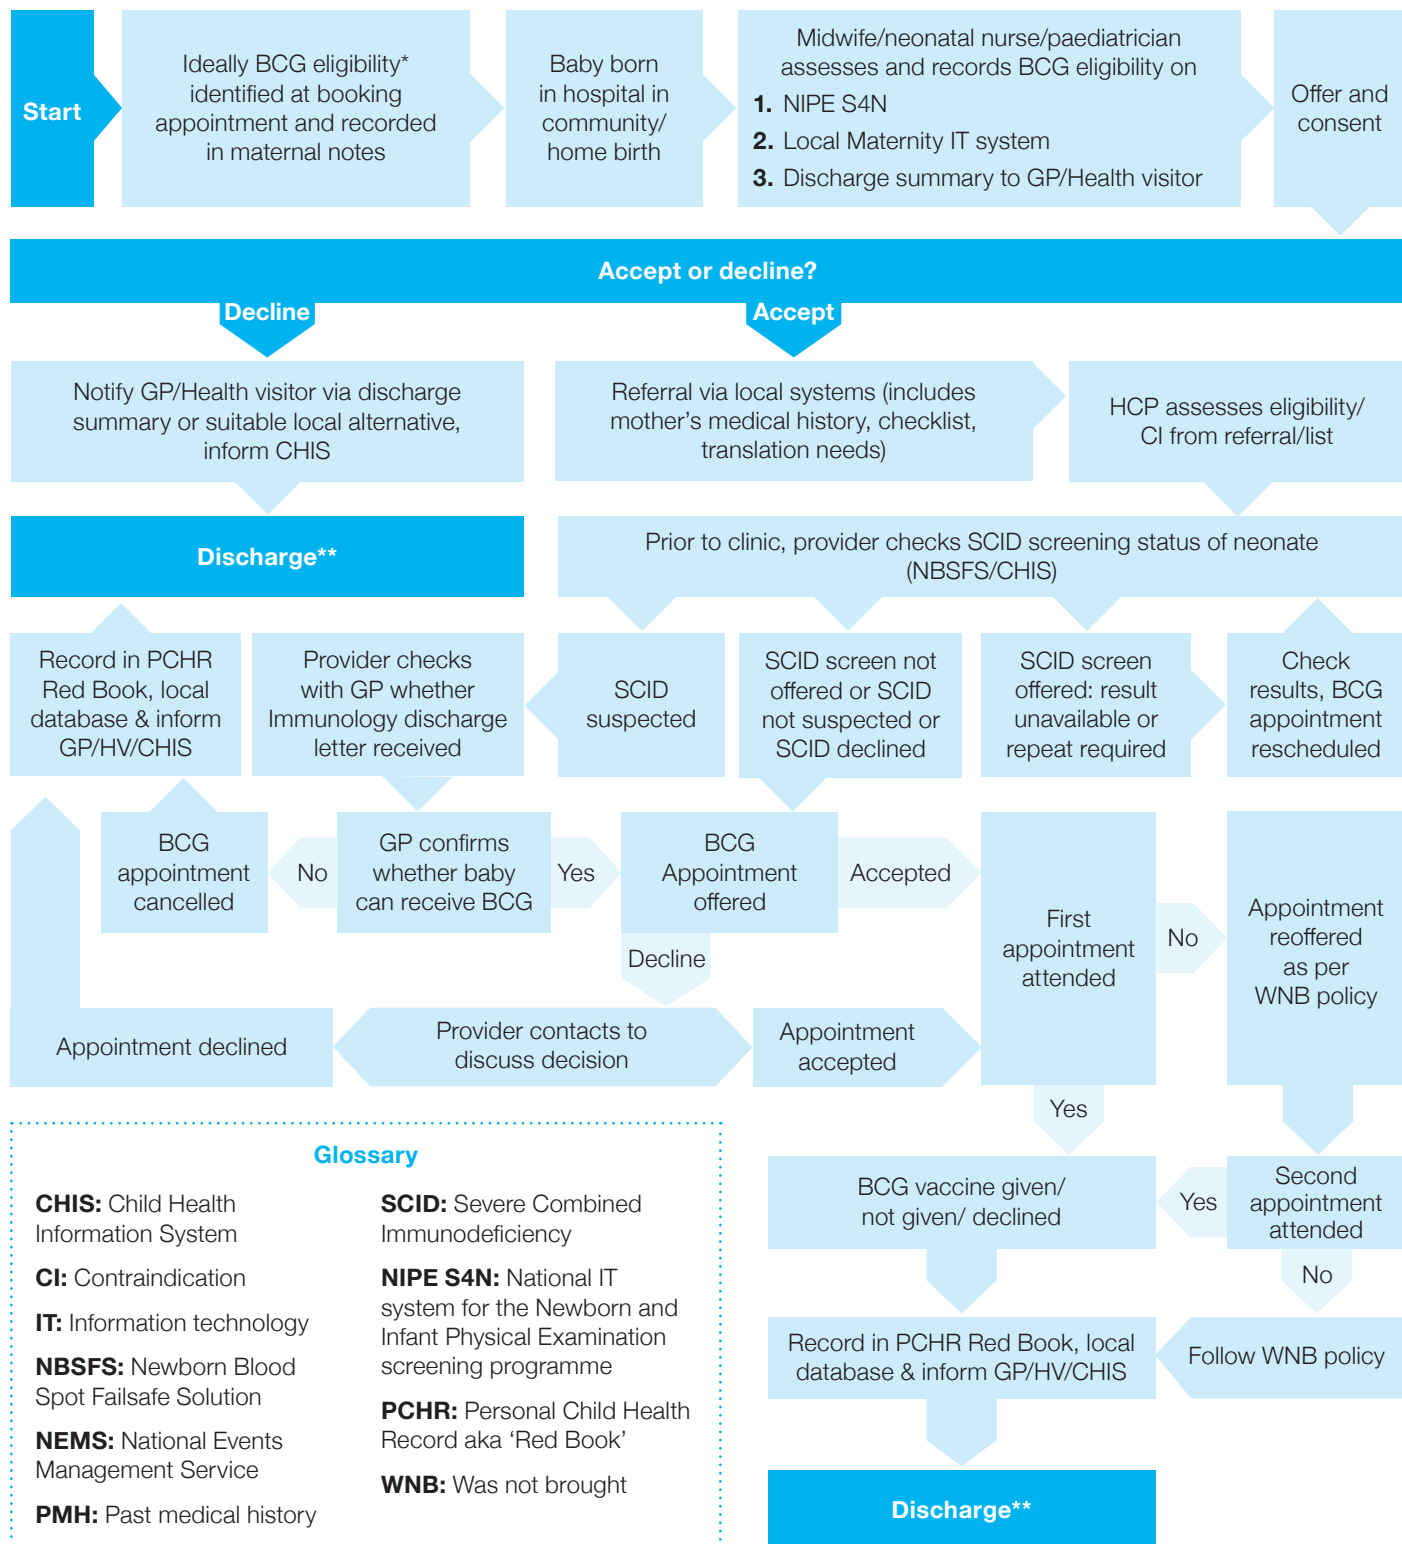 Start
Ideally BCG eligibility*
identified at booking
appointment and recorded
in maternal notes
Baby born
in hospital in
community/
home birth
Midwife/neonatal nurse/paediatrician
assesses and records BCG eligibility on
1. NIPE S4N
2. Local Maternity IT system
3. Discharge summary to GP/Health visitor
Offer and
consent
Accept or decline?
Decline
Accept
Notify GP/Health visitor via discharge
summary or suitable local alternative,
inform CHIS
Referral via local systems (includes
mother's medical history, checklist,
translation needs)
HCP assesses eligibility/
CI from referral/list
Discharge**
Prior to clinic, provider checks SCID screening status of neonate
(NBSFS/CHIS)
Record in PCHR
Red Book, local
database & inform
GP/HV/CHIS
Provider checks
with GP whether
Immunology discharge
letter received
SCID
suspected
SCID screen not
offered or SCID
not suspected or
SCID declined
SCID screen
offered: result
unavailable or
repeat required
Check
results, BCG
appointment
rescheduled
BCG
appointment
cancelled
No
GP confirms
whether baby
can receive BCG
Yes
BCG
Appointment
offered
Accepted
First
appointment
attended
No
Appointment
reoffered
as per
WNB policy
Decline
Appointment declined
Provider contacts to
discuss decision
Appointment
accepted
Yes
BCG vaccine given/
not given/ declined
Yes
Second
appointment
attended
No
Record in PCHR Red Book, local
database & inform GP/HV/CHIS
Follow WNB policy
Discharge**
Glossary
CHIS: Child Health
Information System
CI: Contraindication
IT: Information technology
NBSFS: Newborn Blood
Spot Failsafe Solution
NEMS: National Events
Management Service
PMH: Past medical history
SCID: Severe Combined
Immunodeficiency
NIPE S4N: National IT
system for the Newborn and
Infant Physical Examination
screening programme
PCHR: Personal Child Health
Record aka 'Red Book'
WNB: Was not brought